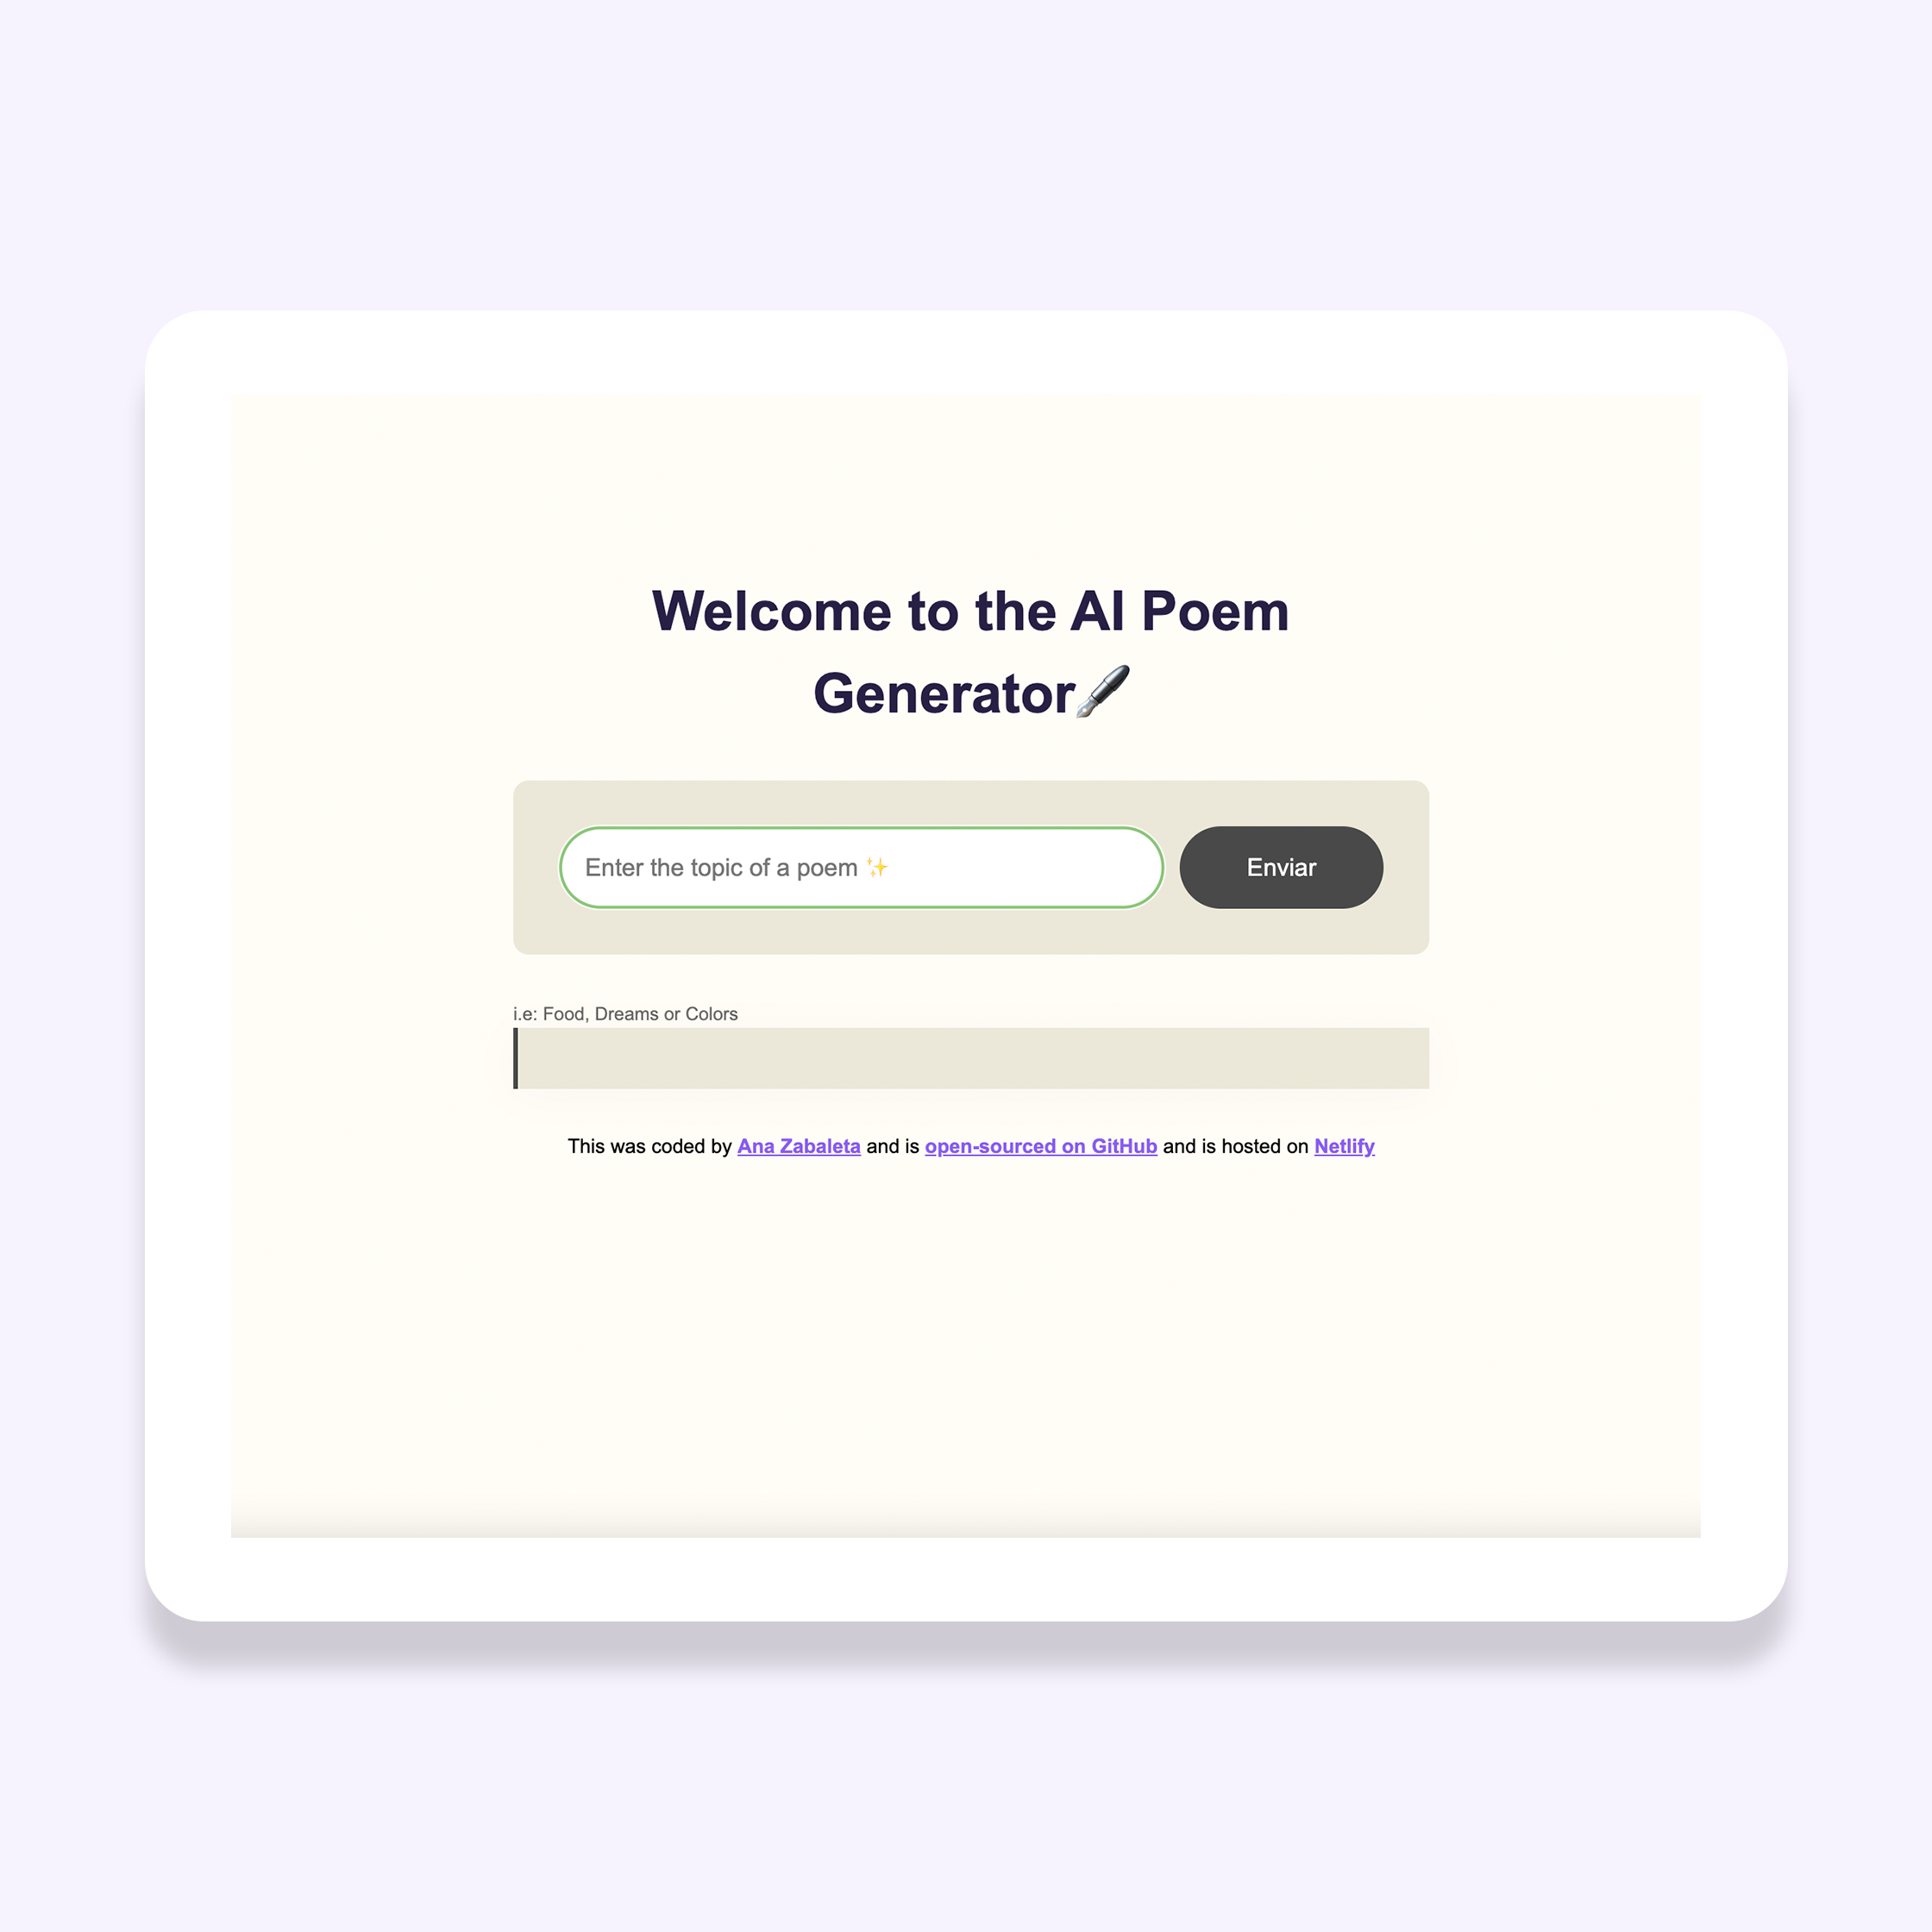 Welcome to the AI Poem
Generator🖋️
Enter the topic of a poem ✨
Enviar
i.e: Food, Dreams or Colors
This was coded by Ana Zabaleta and is open-sourced on GitHub and is hosted on Netlify